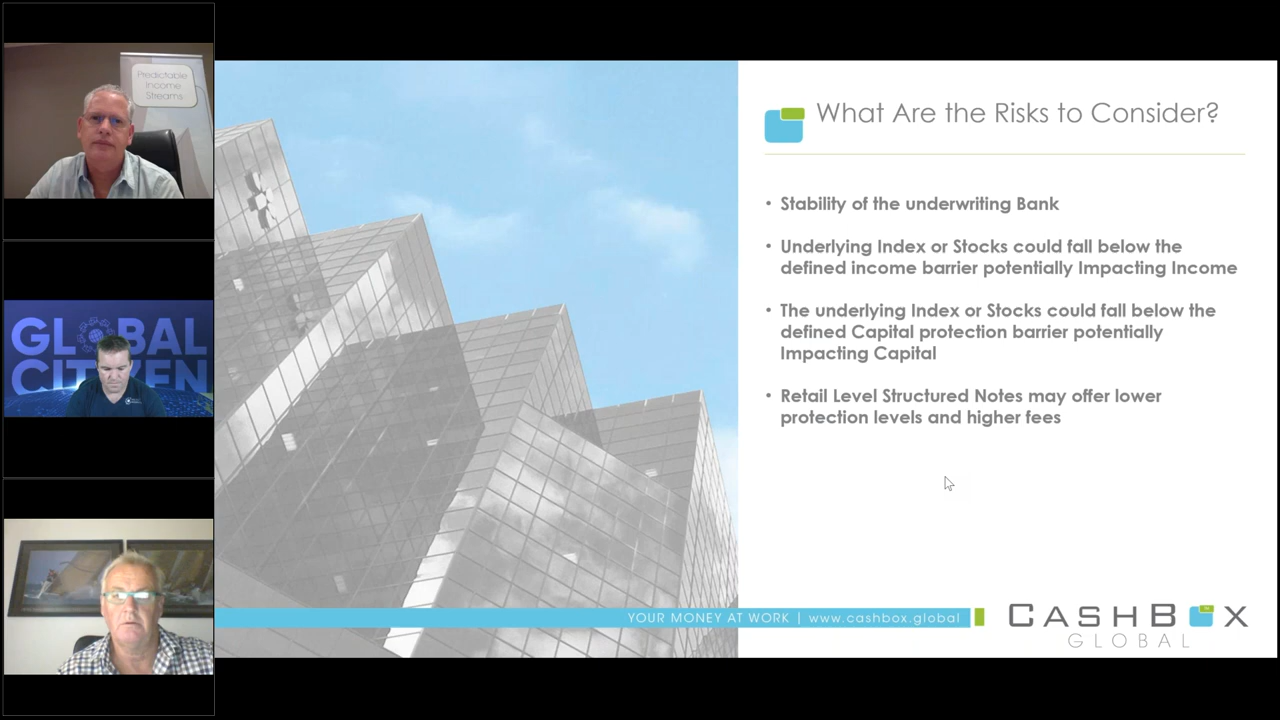 Predictable
Income
Streams
GLOBAL
CITIZEN
What Are the Risks to Consider?
• Stability of the underwriting Bank
• Underlying Index or Stocks could fall below the
defined income barrier potentially Impacting Income
• The underlying Index or Stocks could fall below the
defined Capital protection barrier potentially
Impacting Capital
• Retail Level Structured Notes may offer lower
protection levels and higher fees
YOUR MONEY AT WORK | www.cashbox.global
CASHBOX
GLOBAL